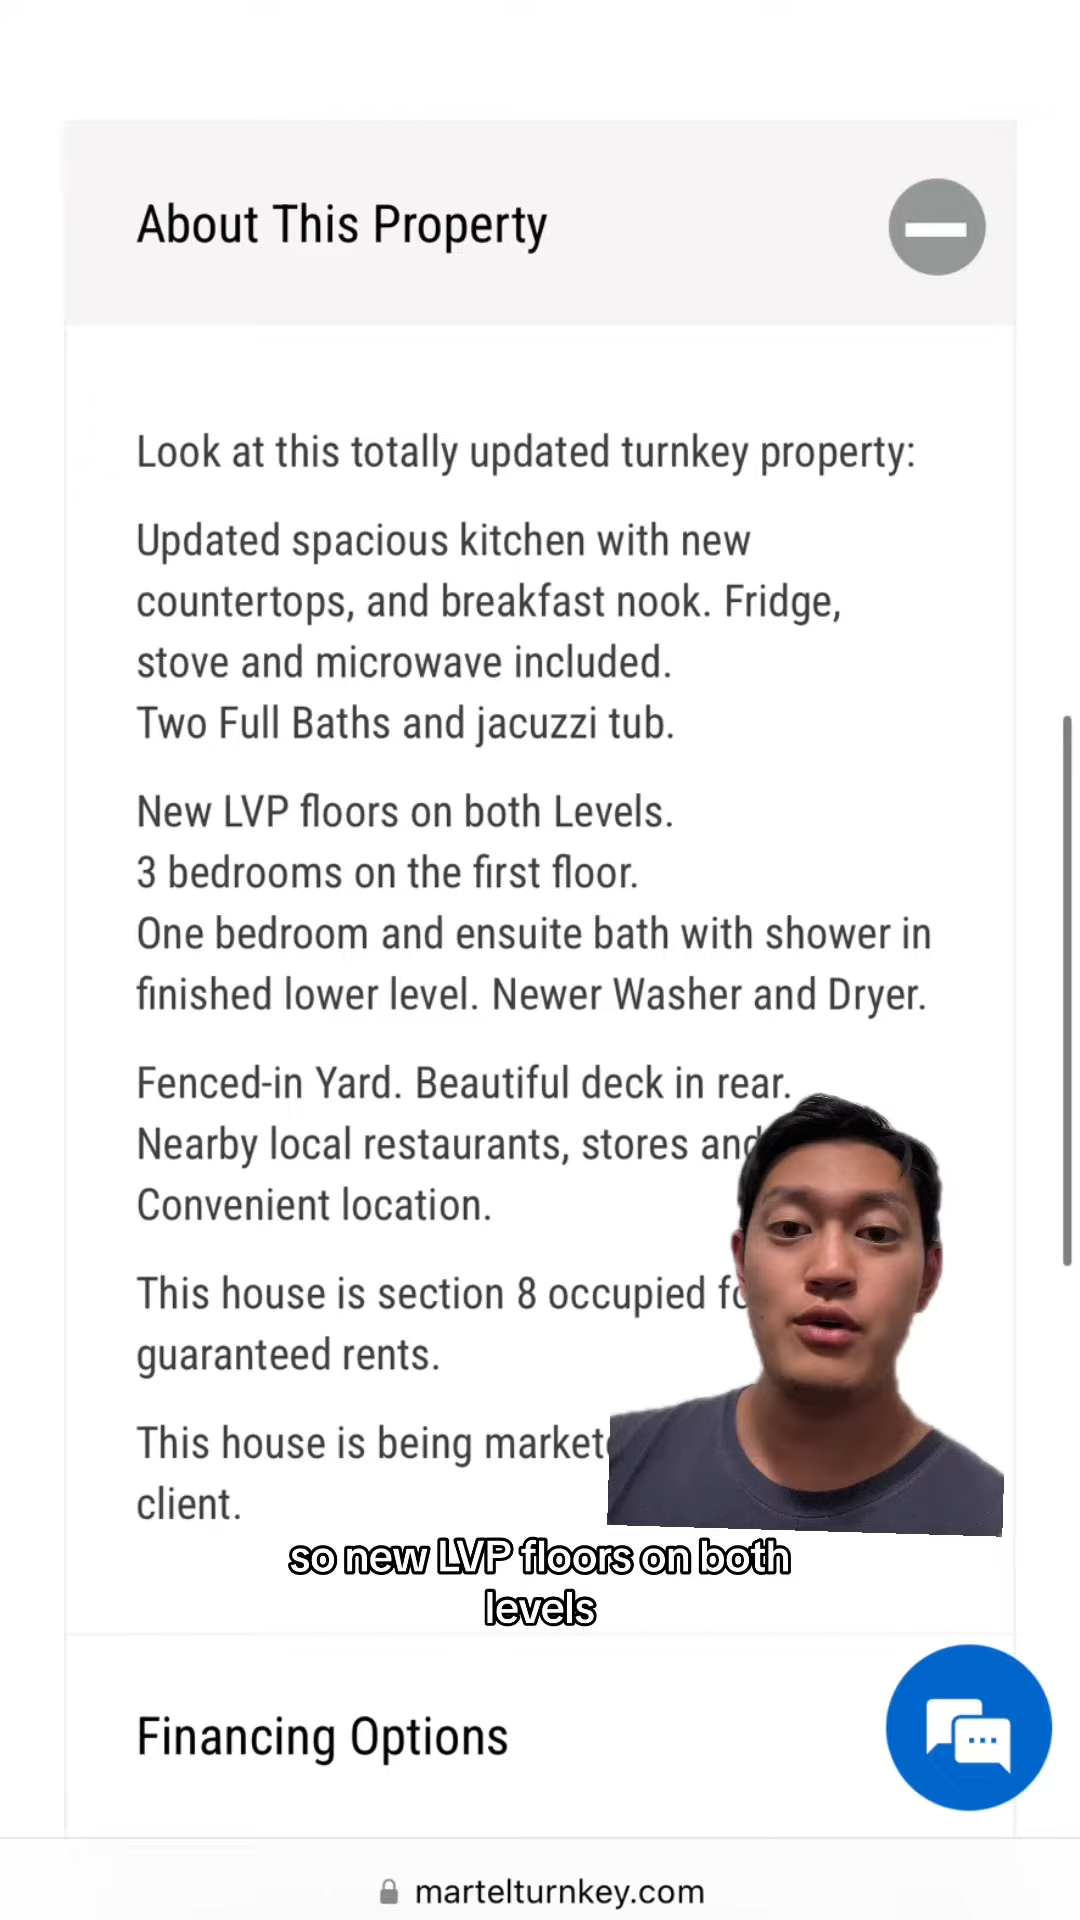 About This Property
Look at this totally updated turnkey property:
Updated spacious kitchen with new
countertops, and breakfast nook. Fridge,
stove and microwave included.
Two Full Baths and jacuzzi tub.
New LVP floors on both Levels.
3 bedrooms on the first floor.
One bedroom and ensuite bath with shower in
finished lower level. Newer Washer and Dryer.
Fenced-in Yard. Beautiful deck in rear.
Nearby local restaurants, stores and
Convenient location.
This house is section 8 occupied
guaranteed rents.
This house is being
client.
so new LVP floors on both
levels
Financing Options
martelturnkey.com